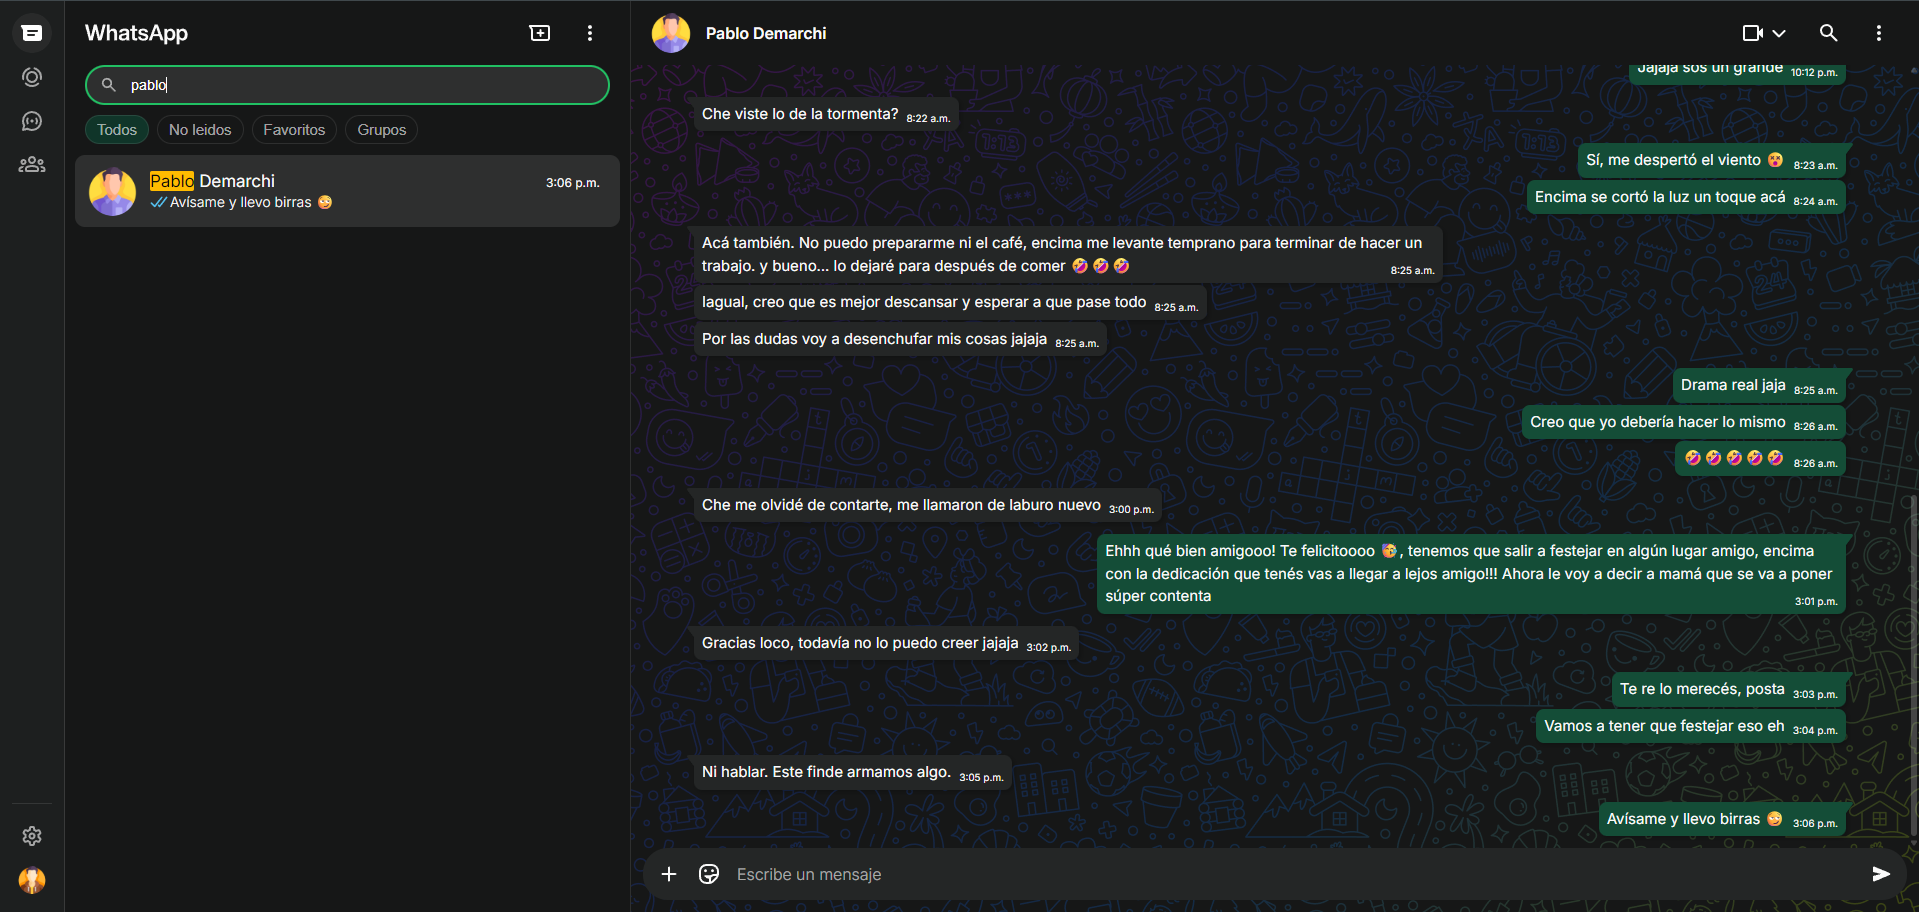 WhatsApp
pablo
Todos
No leidos
Favoritos
Grupos
Pablo Demarchi
3:06 p.m.
Avísame y llevo birras
Pablo Demarchi
Jajaja sos un grande 10:12 p.m.
Che viste lo de la tormenta? 8:22 a.m.
Sí, me despertó el viento 8:23 a.m.
Encima se cortó la luz un toque acá 8:24 a.m.
Acá también. No puedo prepararme ni el café, encima me levante temprano para terminar de hacer un
trabajo. y bueno... lo dejaré para después de comer 🤣🤣🤣
8:25 a.m.
Iagual, creo que es mejor descansar y esperar a que pase todo 8:25 a.m.
Por las dudas voy a desenchufar mis cosas jajaja 8:25 a.m.
Drama real jaja 8:25 a.m.
Creo que yo debería hacer lo mismo 8:26 a.m.
🤣🤣🤣🤣🤣 8:26 a.m.
Che me olvidé de contarte, me llamaron de laburo nuevo 3:00 p.m.
Ehhh qué bien amigooo! Te felicitoooo 🥳, tenemos que salir a festejar en algún lugar amigo, encima
con la dedicación que tenés vas a llegar a lejos amigo!!! Ahora le voy a decir a mamá que se va a poner
súper contenta
3:01 p.m.
Gracias loco, todavía no lo puedo creer jajaja 3:02 p.m.
Te re lo merecés, posta 3:03 p.m.
Vamos a tener que festejar eso eh 3:04 p.m.
Ni hablar. Este finde armamos algo. 3:05 p.m.
Avísame y llevo birras 3:06 p.m.
Escribe un mensaje